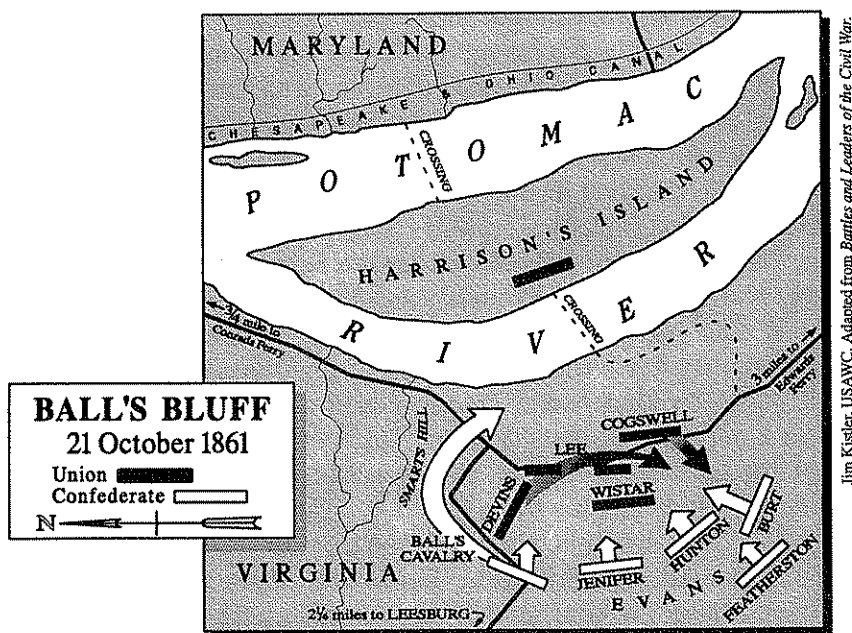 MARYLAND
CHESAPEAKE & OHIO CANAL
POTOMAC
CROSSING
HARRISON'S ISLAND
RIVER
CROSSING
3/4 mile to
Conrads Ferry
3 miles to
Edwards
Ferry
BALL'S BLUFF
21 October 1861
Union
Confederate
N
SMARTS HILL
COGSWELL
LEE
DEVINS
WISTAR
BALL'S
CAVALRY
JENIFER
HUNTON
BURT
FEATHERSTON
EVANS
VIRGINIA
2¼ miles to LEESBURG
Jim Kistler, USAWC. Adapted from Battles and Leaders of the Civil War.